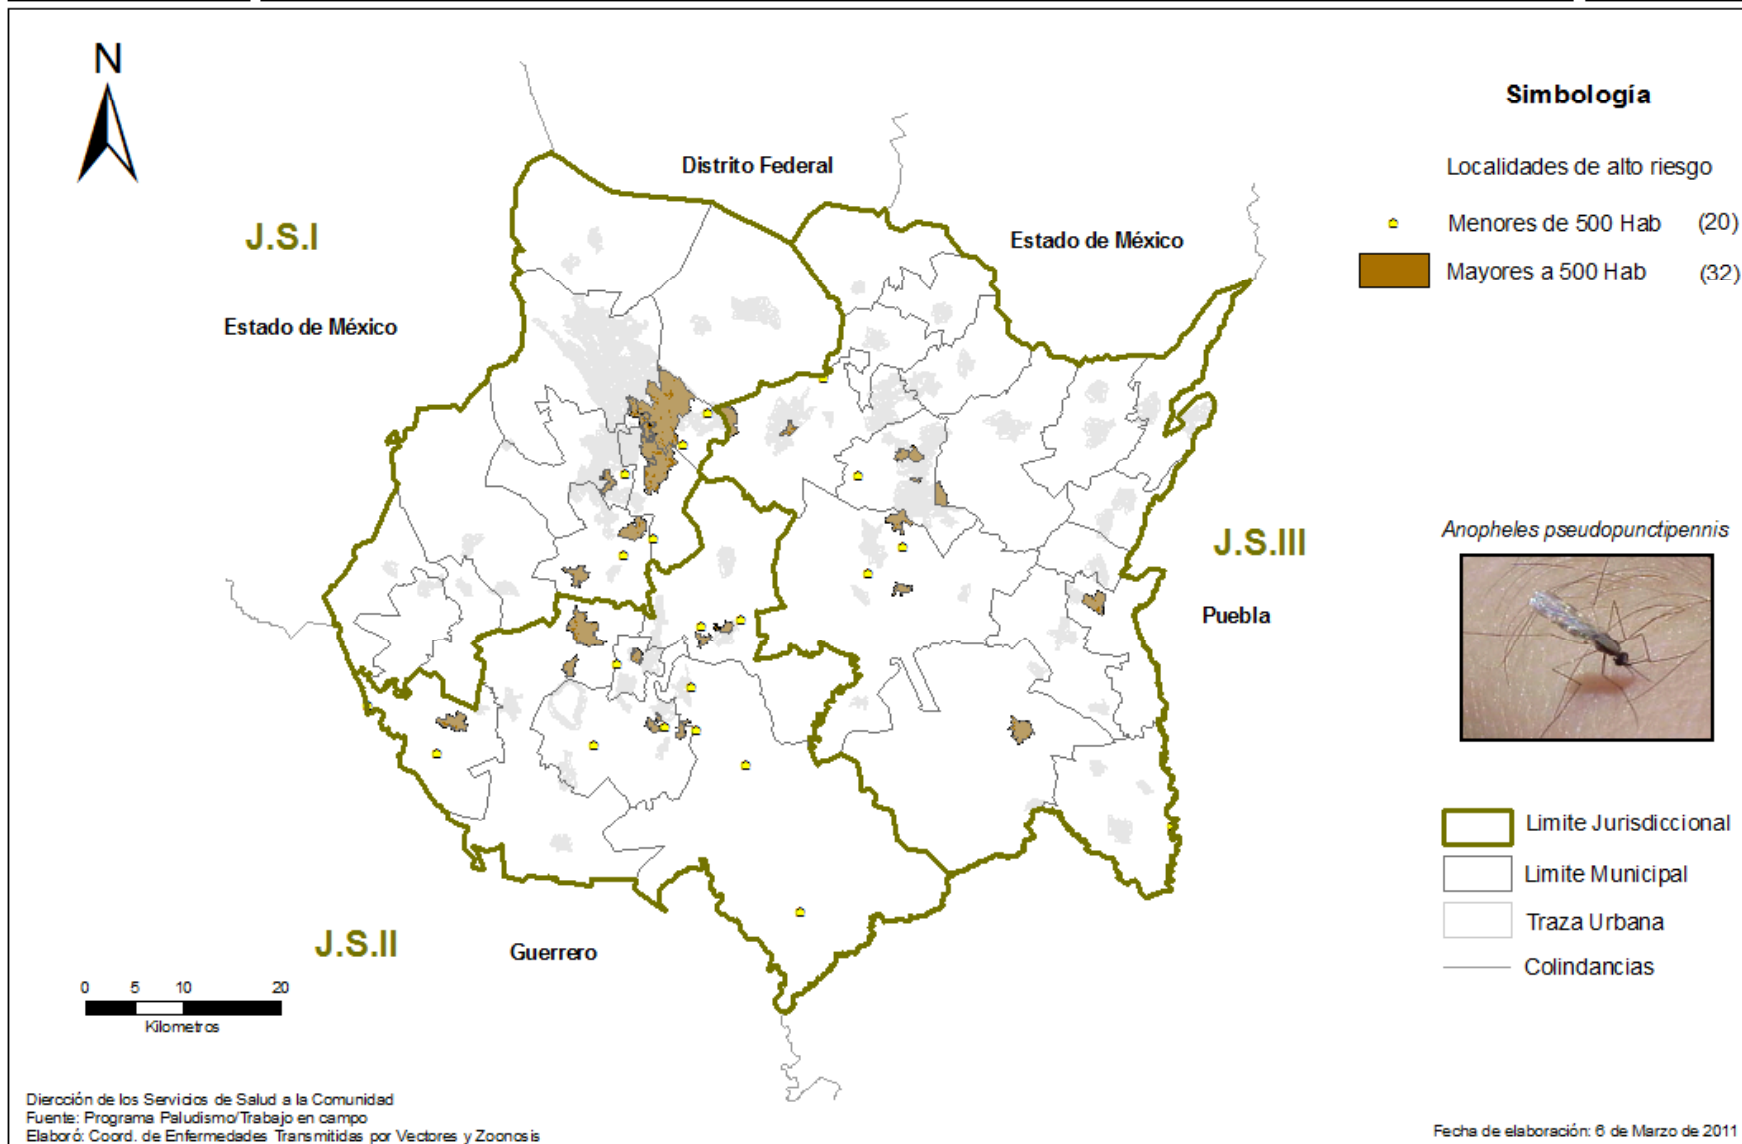 N
Distrito Federal
J.S.I
Estado de México
Estado de México
Simbología
Localidades de alto riesgo
Menores de 500 Hab (20)
Mayores a 500 Hab (32)
Anopheles pseudopunctipennis
J.S.III
Puebla
Limite Jurisdiccional
Limite Municipal
Traza Urbana
Colindancias
J.S.II
Guerrero
0 5 10 20
Kilometros
Diercción de los Servicios de Salud a la Comunidad
Fuente: Programa Paludismo/Trabajo en campo
Elaboró: Coord. de Enfermedades Transmitidas por Vectores y Zoonosis
Fecha de elaboración: 6 de Marzo de 2011